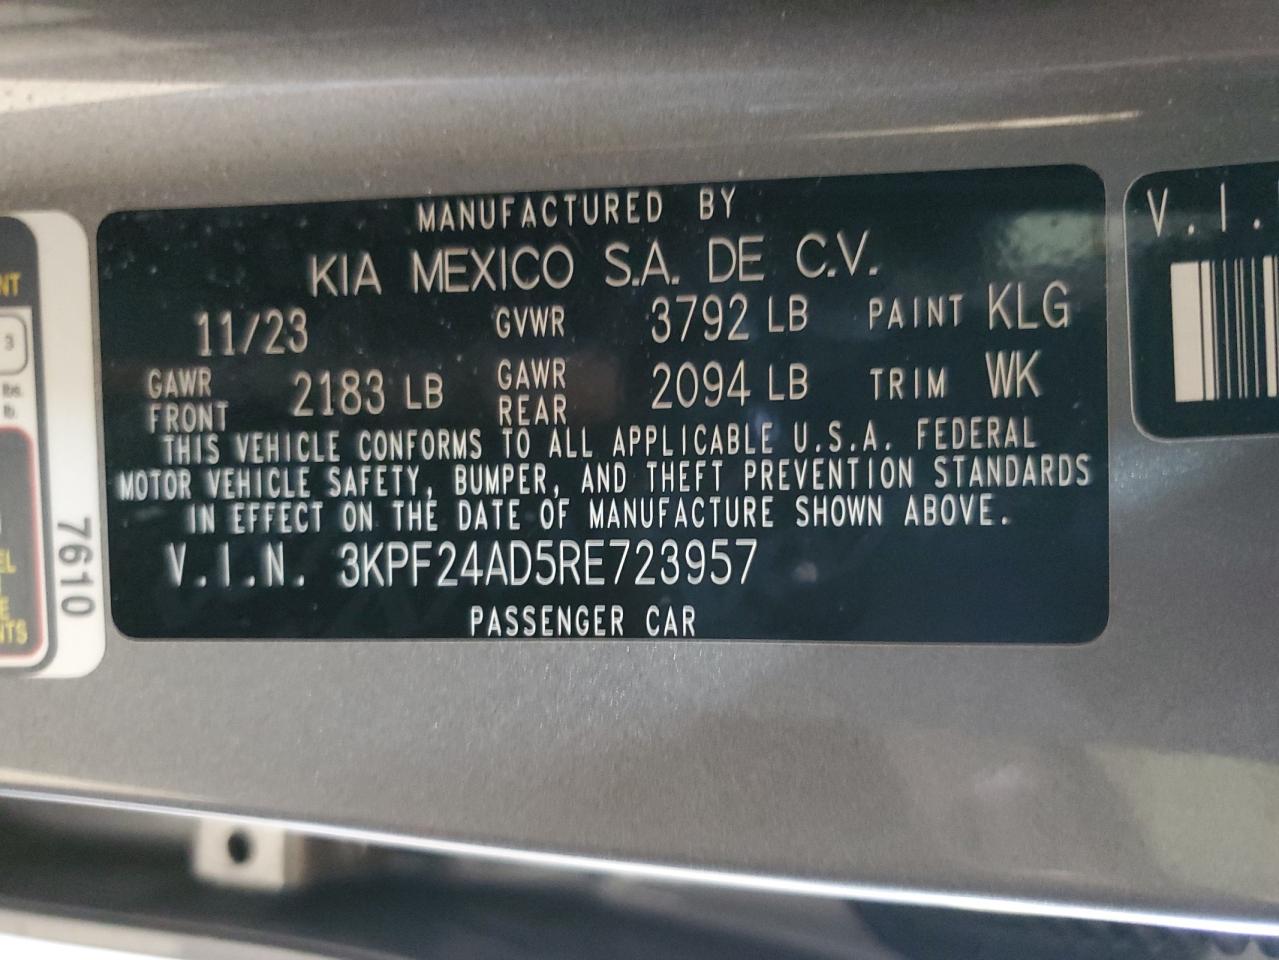 MANUFACTURED BY
KIA MEXICO S.A. DE C.V.
11/23 GVWR 3792 LB PAINT KLG
GAWR FRONT 2183 LB GAWR REAR 2094 LB TRIM WK
THIS VEHICLE CONFORMS TO ALL APPLICABLE U.S.A. FEDERAL
MOTOR VEHICLE SAFETY, BUMPER, AND THEFT PREVENTION STANDARDS
IN EFFECT ON THE DATE OF MANUFACTURE SHOWN ABOVE.
V.I.N. 3KPF24AD5RE723957
PASSENGER CAR
7610
V.I.
3